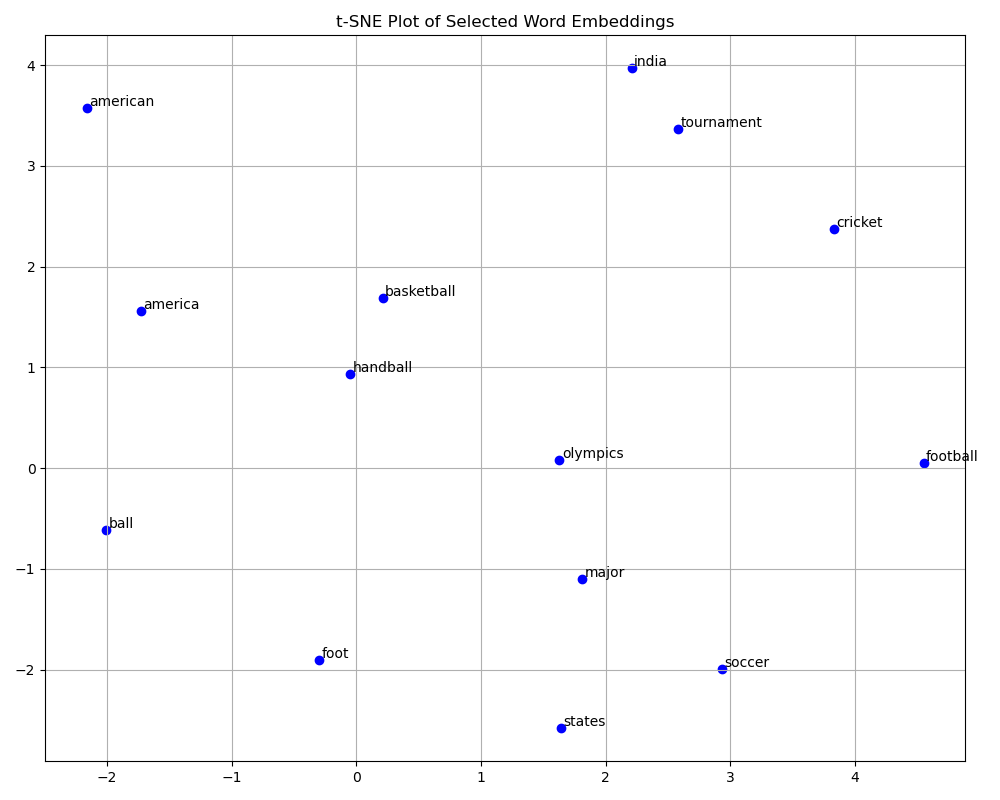 t-SNE Plot of Selected Word Embeddings
4
india
american
tournament
3
cricket
2
basketball
america
1
handball
olympics
football
0
ball
−1
major
foot
−2
soccer
states
−2 −1 0 1 2 3 4